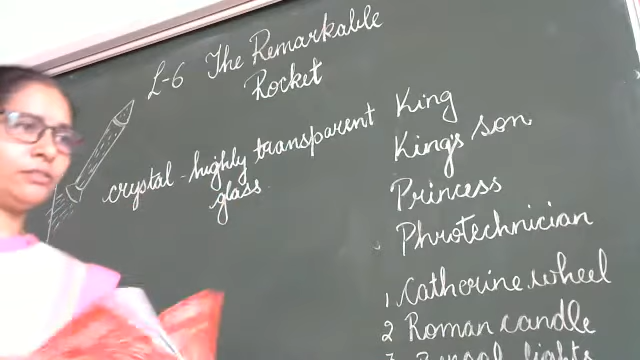 L-6 The Remarkable
Rocket
crystal - highly transparent
glass
King
King's son
Princess
Phrotechnician
1. Catherine wheel
2 Roman candle
3 Bengal lights